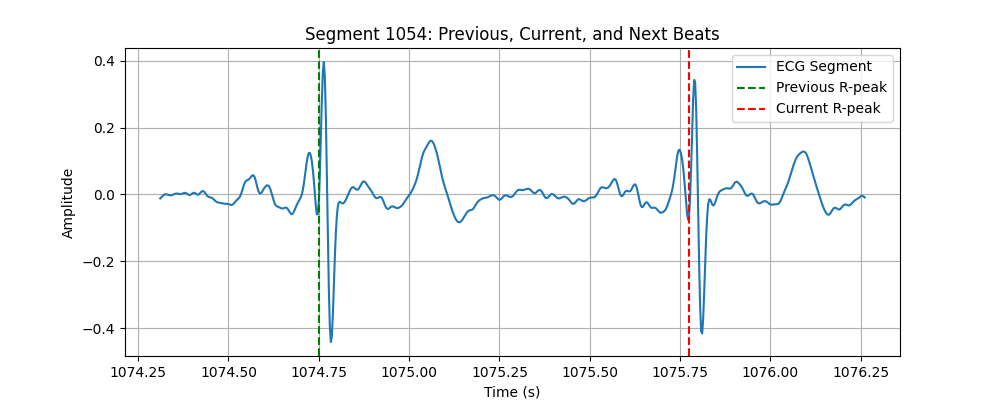 Segment 1054: Previous, Current, and Next Beats
ECG Segment
Previous R-peak
Current R-peak
Amplitude
0.4
0.2
0.0
−0.2
−0.4
1074.25 1074.50 1074.75 1075.00 1075.25 1075.50 1075.75 1076.00 1076.25
Time (s)